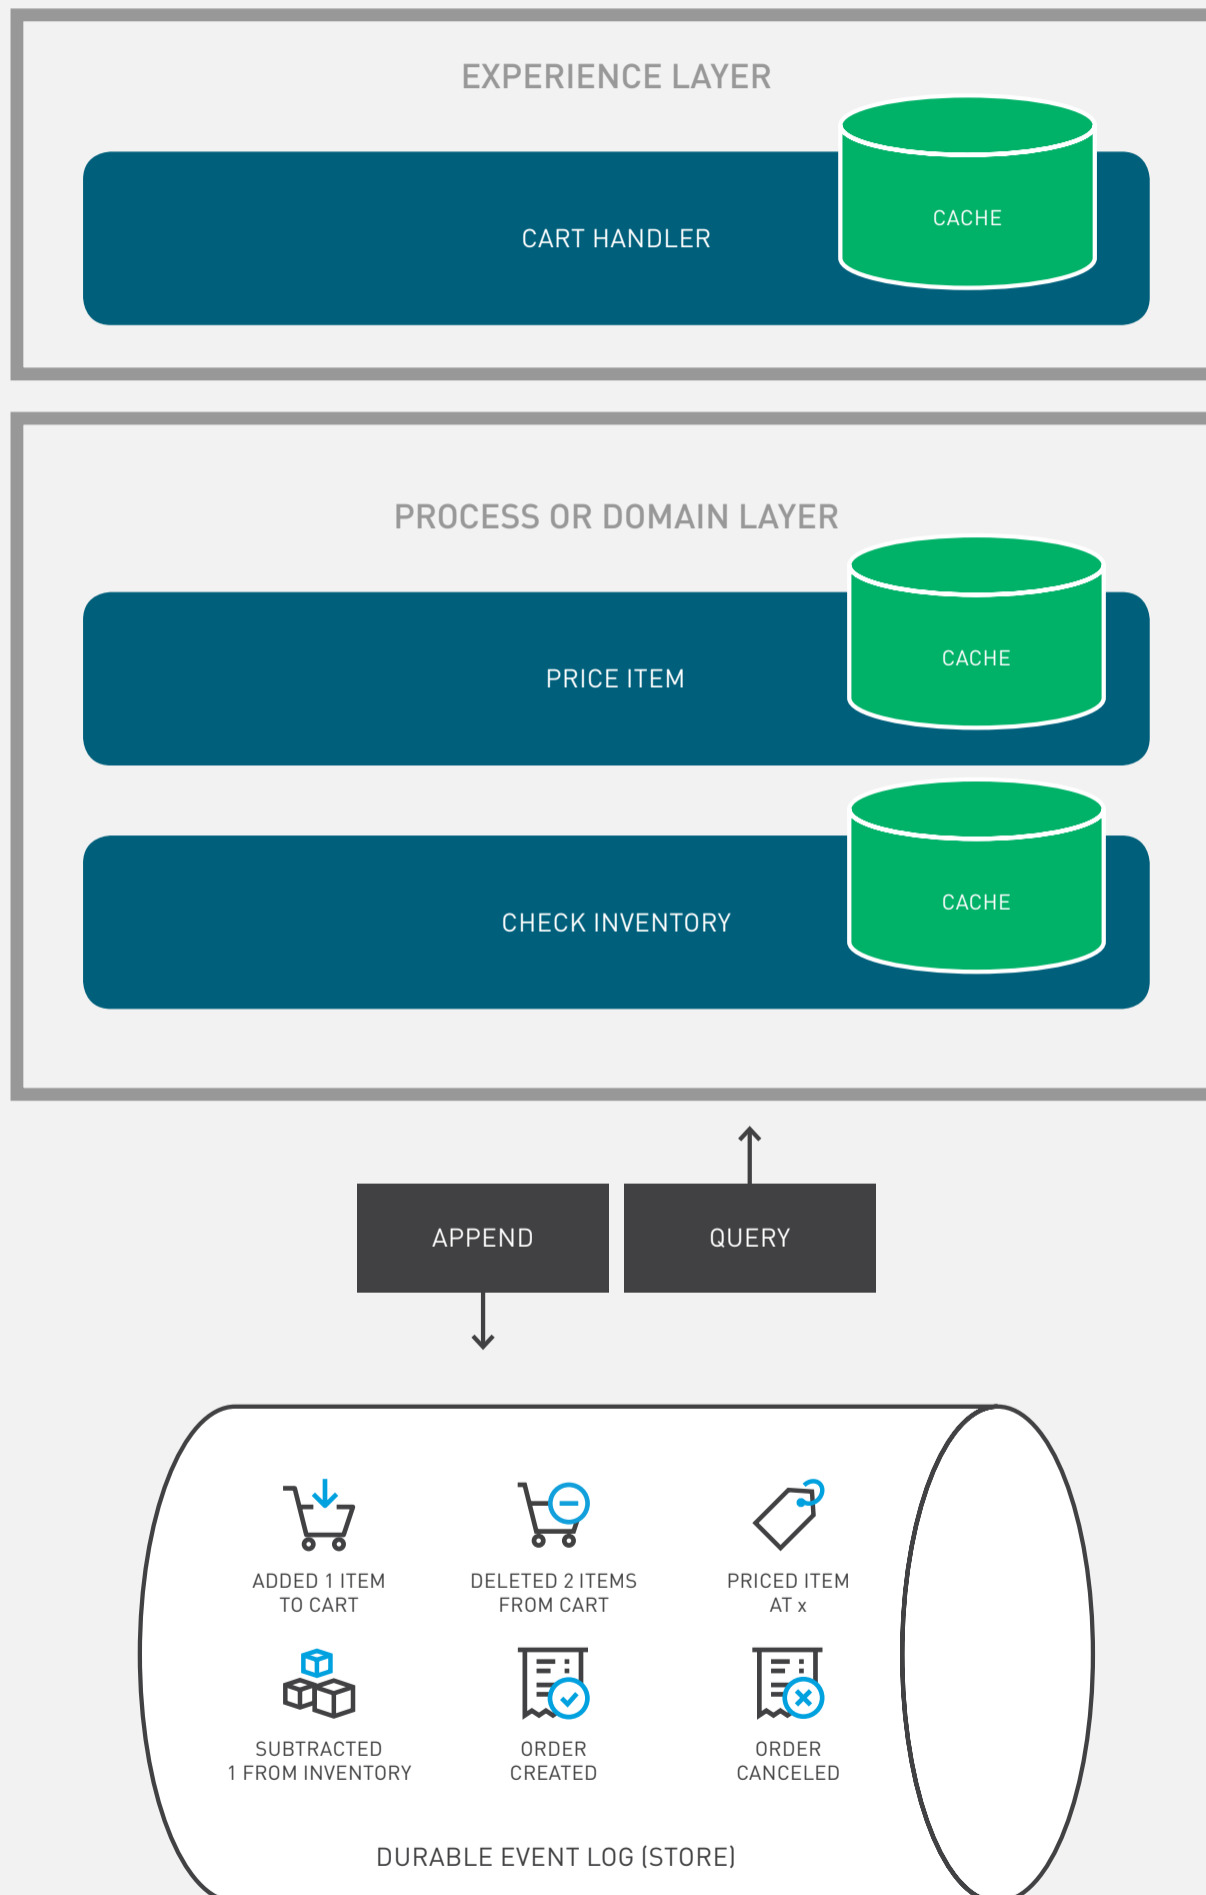 EXPERIENCE LAYER
CART HANDLER
CACHE
PROCESS OR DOMAIN LAYER
PRICE ITEM
CACHE
CHECK INVENTORY
CACHE
APPEND
QUERY
ADDED 1 ITEM
TO CART
DELETED 2 ITEMS
FROM CART
PRICED ITEM
AT x
SUBTRACTED
1 FROM INVENTORY
ORDER
CREATED
ORDER
CANCELED
DURABLE EVENT LOG (STORE)